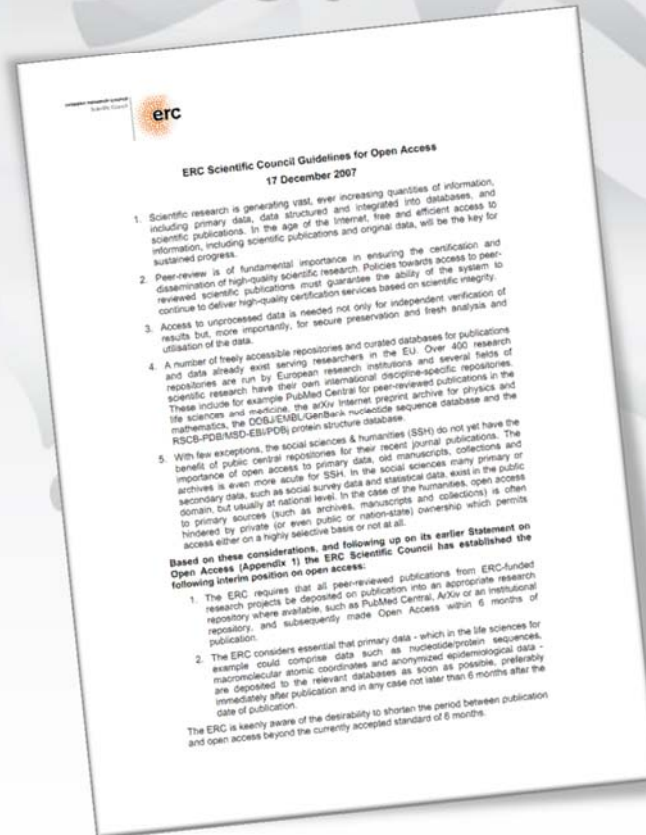 european research council
Scientific Council
erc
ERC Scientific Council Guidelines for Open Access
17 December 2007
1. Scientific research is generating vast, ever increasing quantities of information,
including primary data, data structured and integrated into databases, and
scientific publications. In the age of the Internet, free and efficient access to
information, including scientific publications and original data, will be the key for
sustained progress.
2. Peer-review is of fundamental importance in ensuring the certification and
dissemination of high-quality scientific research. Policies towards access to peer-
reviewed scientific publications must guarantee the ability of the system to
continue to deliver high-quality certification services based on scientific integrity.
3. Access to unprocessed data is needed not only for independent verification of
results but, more importantly, for secure preservation and fresh analysis and
utilisation of the data.
4. A number of freely accessible repositories and curated databases for publications
and data already exist serving researchers in the EU. Over 400 research
repositories are run by European research institutions and several fields of
scientific research have their own international discipline-specific repositories.
These include for example PubMed Central for peer-reviewed publications in the
life sciences and medicine, the arXiv Internet preprint archive for physics and
mathematics, the DDBJ/EMBL/GenBank nucleotide sequence database and the
RSCB-PDB/MSD-EBI/PDBj protein structure database.
5. With few exceptions, the social sciences & humanities (SSH) do not yet have the
benefit of public central repositories for their recent journal publications. The
importance of open access to primary data, old manuscripts, collections and
archives is even more acute for SSH. In the social sciences many primary or
secondary data, such as social survey data and statistical data, exist in the public
domain, but usually at national level. In the case of the humanities, open access
to primary sources (such as archives, manuscripts and collections) is often
hindered by private (or even public or nation-state) ownership which permits
access either on a highly selective basis or not at all.
Based on these considerations, and following up on its earlier Statement on
Open Access (Appendix 1) the ERC Scientific Council has established the
following interim position on open access:
1. The ERC requires that all peer-reviewed publications from ERC-funded
research projects be deposited on publication into an appropriate research
repository where available, such as PubMed Central, ArXiv or an institutional
repository, and subsequently made Open Access within 6 months of
publication.
2. The ERC considers essential that primary data - which in the life sciences for
example could comprise data such as nucleotide/protein sequences,
macromolecular atomic coordinates and anonymized epidemiological data -
are deposited to the relevant databases as soon as possible, preferably
immediately after publication and in any case not later than 6 months after the
date of publication.
The ERC is keenly aware of the desirability to shorten the period between publication
and open access beyond the currently accepted standard of 6 months.